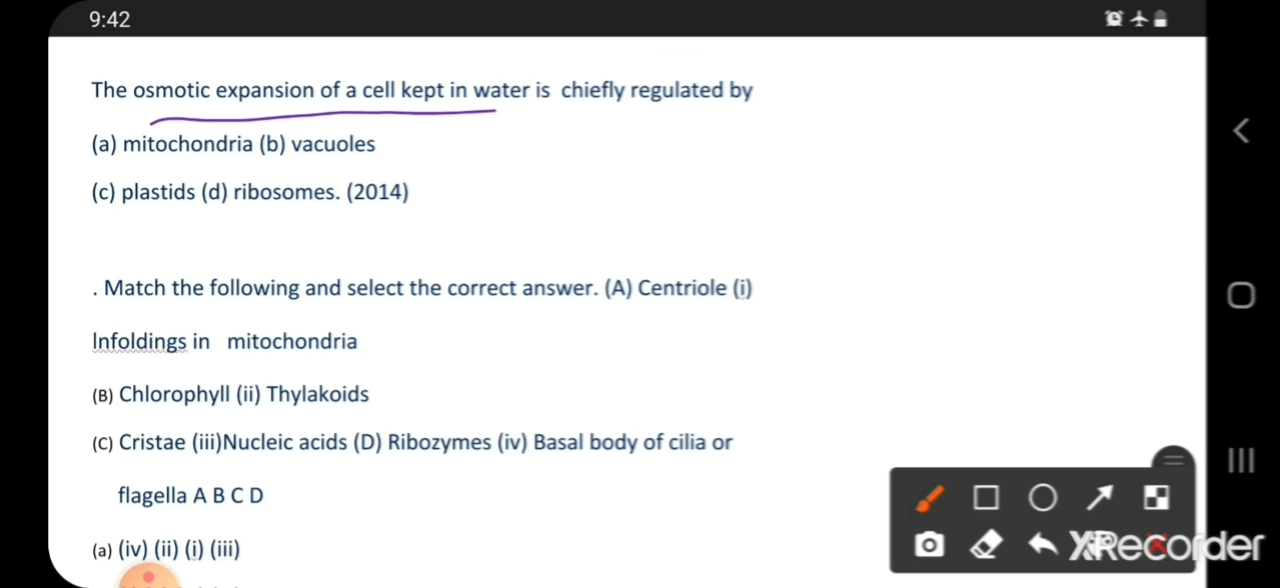 9:42
The osmotic expansion of a cell kept in water is chiefly regulated by
(a) mitochondria (b) vacuoles
(c) plastids (d) ribosomes. (2014)
. Match the following and select the correct answer. (A) Centriole (i)
Infoldings in mitochondria
(B) Chlorophyll (ii) Thylakoids
(C) Cristae (iii)Nucleic acids (D) Ribozymes (iv) Basal body of cilia or
flagella A B C D
(a) (iv) (ii) (i) (iii)
XRecorder